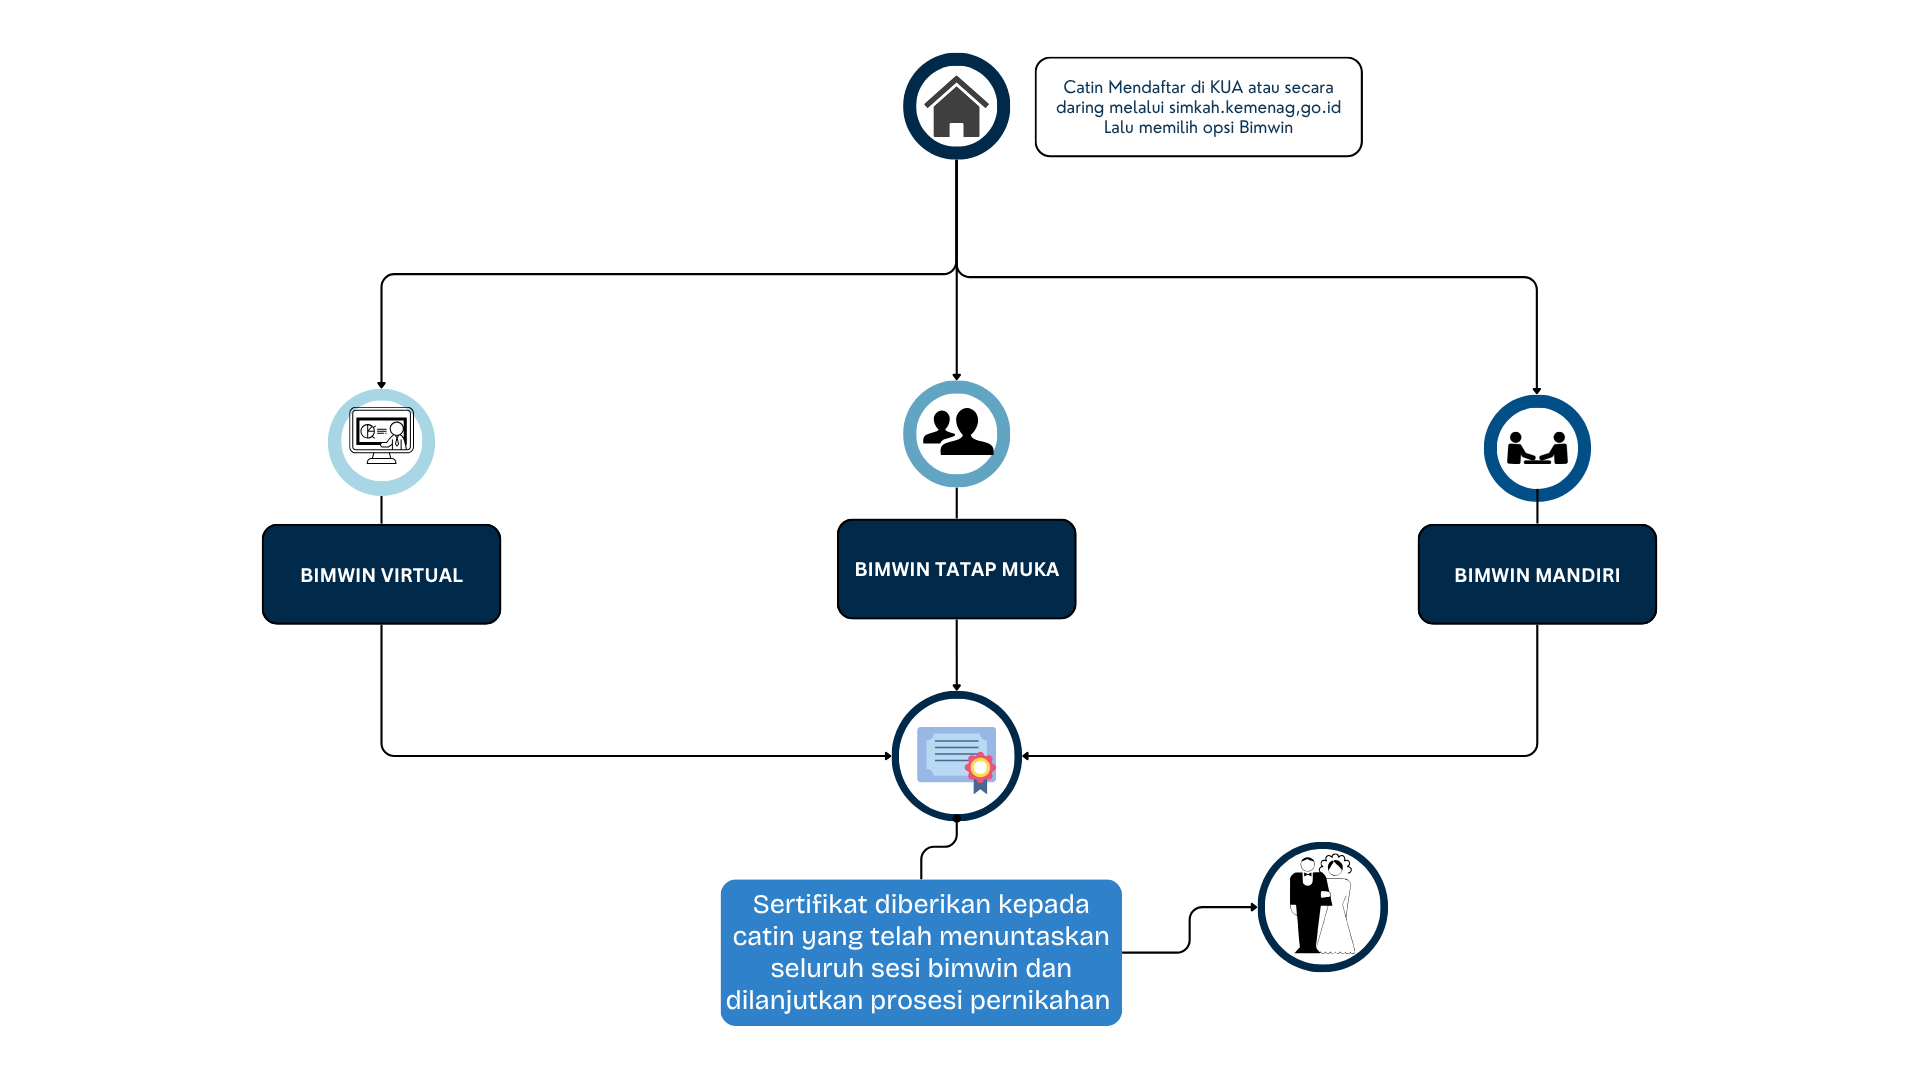 Catin Mendaftar di KUA atau secara
daring melalui simkah.kemenag,go.id
Lalu memilih opsi Bimwin
BIMWIN VIRTUAL
BIMWIN TATAP MUKA
BIMWIN MANDIRI
Sertifikat diberikan kepada
catin yang telah menuntaskan
seluruh sesi bimwin dan
dilanjutkan prosesi pernikahan